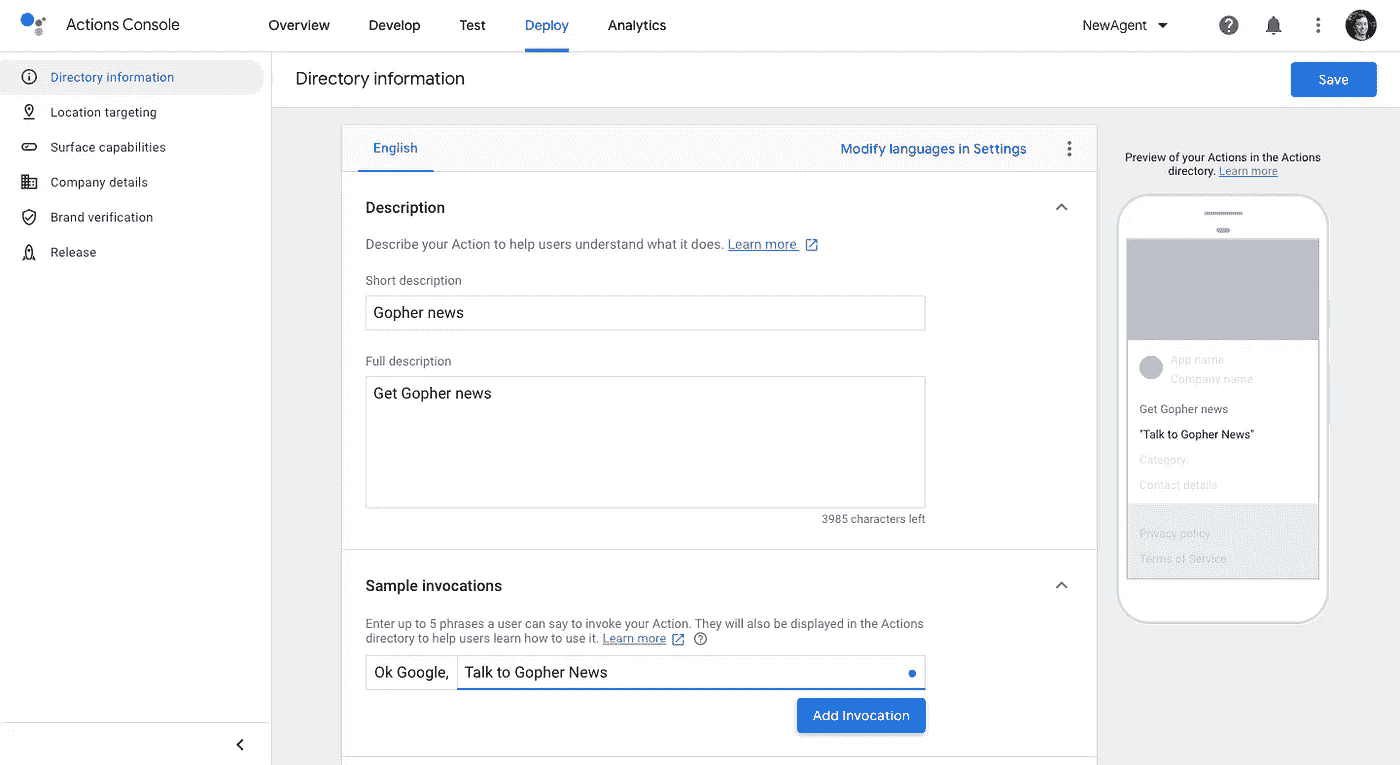 Actions Console
Overview
Develop
Test
Deploy
Analytics
NewAgent
Directory information
Location targeting
Surface capabilities
Company details
Brand verification
Release
Directory information
Save
English
Modify languages in Settings
Description
Describe your Action to help users understand what it does. Learn more
Short description
Gopher news
Full description
Get Gopher news
3985 characters left
Sample invocations
Enter up to 5 phrases a user can say to invoke your Action. They will also be displayed in the Actions
directory to help users learn how to use it. Learn more
Ok Google, Talk to Gopher News
Add Invocation
Preview of your Actions in the Actions
directory. Learn more
App name
Company name
Get Gopher news
"Talk to Gopher News"
Category:
Contact details
Privacy policy
Terms of Service